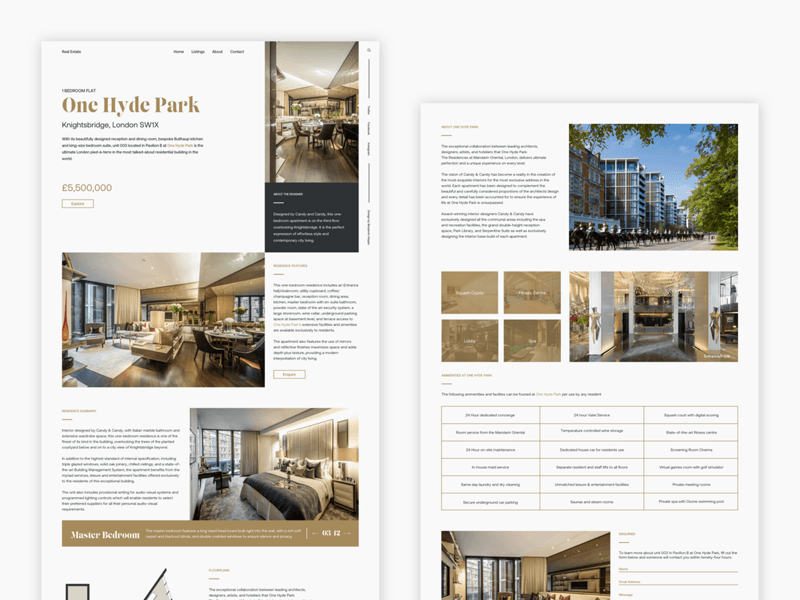 Real Estate
Home Listings About Contact
Twitter
Facebook
Instagram
1 BEDROOM FLAT
One Hyde Park
Knightsbridge, London SW1X
With its beautifully designed reception and dining room, bespoke Bulthaup kitchen
and king-size bedroom suite, unit 003 located in Pavilion B at One Hyde Park is the
ultimate London pied-à-terre in the most talked-about residential building in the
world.
£5,500,000
Explore
ABOUT THE DESIGNER
Designed by Candy and Candy, this one-
bedroom apartment is on the third floor
overlooking Knightsbridge. It is the perfect
expression of effortless style and
contemporary city living.
RESIDENCE FEATURES
This one bedroom residence includes an Entrance
hall/cloakroom, utility cupboard, coffee/
champagne bar, reception room, dining area,
kitchen, master bedroom with en-suite bathroom,
powder room, state of the art security system, a
large storeroom, wine cellar, underground parking
space at basement level, and terrace access to
One Hyde Park's extensive facilities and amenities
are available exclusively to residents.
The apartment also features the use of mirrors
and reflective finishes maximises space and adds
depth plus texture, providing a modern
interpretation of city living.
Enquire
RESIDENCE SUMMARY
Interior designed by Candy & Candy, with Italian marble bathroom and
extensive wardrobe space, this one bedroom residence is one of the
finest of its kind in the building, overlooking the trees of the planted
courtyard below and on to a city view of Knightsbridge beyond.
In addition to the highest standard of internal specification, including
triple glazed windows, solid oak joinery, chilled ceilings, and a state-of-
the-art Building Management System, the apartment benefits from the
myriad services, leisure and entertainment facilities offered exclusively
to the residents of this exceptional building.
The unit also includes provisional wiring for audio-visual systems and
programmed lighting controls which will enable residents to select
their preferred suppliers for all their personal audio-visual
requirements.
Master Bedroom
The master bedroom features a king sized head board built right into the wall, with a rich soft
carpet and blackout blinds, and double overlaid windows to ensure silence and privacy.
03 12
FLOORPLANS
The exceptional collaboration between leading architects,
designers, artists, and hoteliers that One Hyde Park
ABOUT ONE HYDE PARK
The exceptional collaboration between leading architects,
designers, artists, and hoteliers that One Hyde Park:
The Residences at Mandarin Oriental, London, delivers ultimate
perfection and a unique experience on every level.
The vision of Candy & Candy has become a reality in the creation of
the most exquisite interiors for the most exclusive address in the
world. Each apartment has been designed to complement the
beautiful and carefully considered proportions of the architects design
and every detail has been accounted for to ensure the experience of
life at One Hyde Park is unsurpassed.
Award-winning interior designers Candy & Candy have
exclusively designed all the communal areas including the spa
and recreation facilities, the grand double height reception
space, Park Library, and Serpentine Suite as well as exclusively
designing the interior base build of each apartment.
Squash Courts
Fitness Centre
Lobby
Spa
Entrance/Foyer
AMMENITIES AT ONE HYDE PARK
The following ammenities and facilities can be foound at One Hyde Park per use by any resident
24 Hour dedicated concierge
24 hour Valet Service
Squash court with digital scoring
Room service from the Mandarin Oriental
Temperature controlled wine storage
State-of-the-art fitness centre
24 Hour on site maintenance
Dedicated house car for residents use
Screening Room Cinema
In house maid service
Separate resident and staff lifts to all floors
Virtual games room with golf simulator
Same day laundry and dry cleaning
Unmatched leisure & entertainment facilities
Private meeting rooms
Secure underground car parking
Saunas and steam rooms
Private spa with Ozone swimming pool
ENQUIRIES
To learn more about unit 003 in Pavilion B at One Hyde Park, fill out the
form below and someone will contact you within twenty-four hours.
Name
Email Address
Message